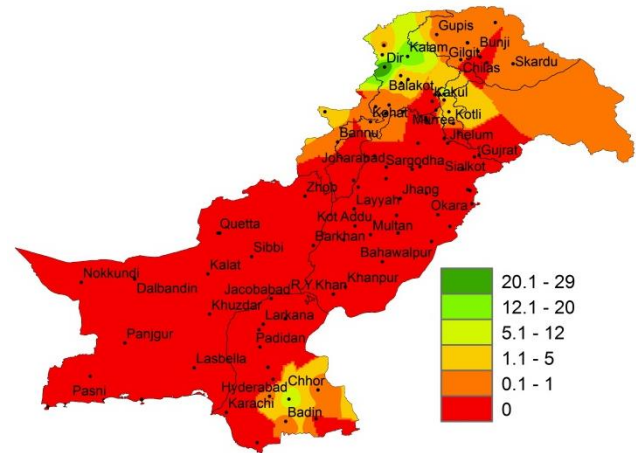 Gupis
Kalam
Bunji
Gilgit
Dir
Chilas
Skardu
Balakot
Kakul
Kohat
Murree
Kotli
Bannu
Jhelum
Joharabad
Gujrat
Sargodha
Sialkot
Zhob
Layyah
Jhang
Okara
Kot Addu
Quetta
Multan
Barkhan
Sibbi
Bahawalpur
Kalat
Nokkundi
Dalbandin
Jacobabad
R.Y.Khan
Khanpur
Khuzdar
Larkana
Panjgur
Padidan
Lasbella
Pasni
Hyderabad
Chhor
Karachi
Badin
20.1 - 29
12.1 - 20
5.1 - 12
1.1 - 5
0.1 - 1
0